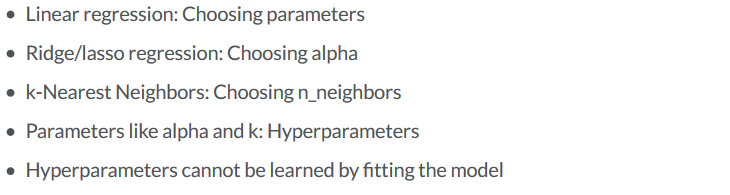 • Linear regression: Choosing parameters
• Ridge/lasso regression: Choosing alpha
• k-Nearest Neighbors: Choosing n_neighbors
• Parameters like alpha and k: Hyperparameters
• Hyperparameters cannot be learned by fitting the model